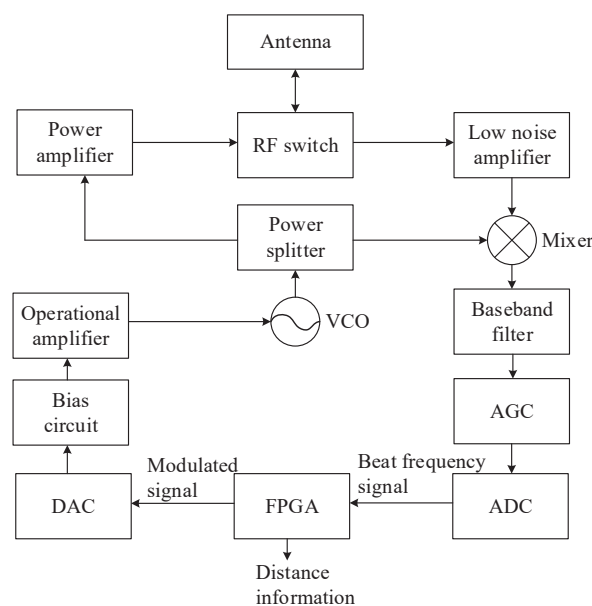 Antenna
Power
amplifier
RF switch
Low noise
amplifier
Power
splitter
Mixer
Operational
amplifier
VCO
Baseband
filter
Bias
circuit
AGC
Modulated
signal
Beat frequency
signal
DAC
FPGA
ADC
Distance
information